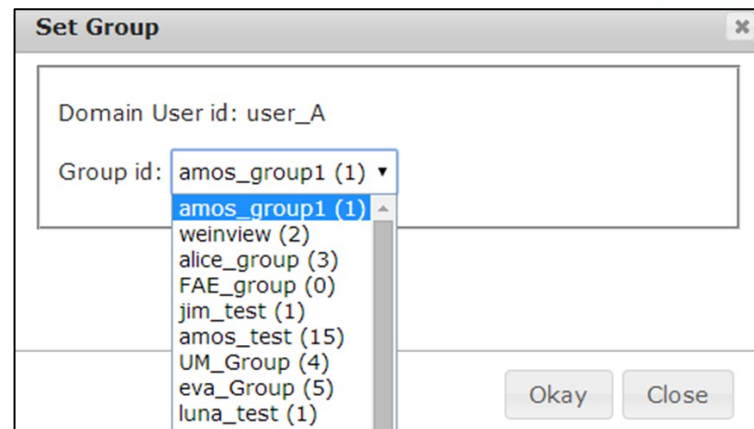 Set Group
Domain User id: user_A
Group id: amos_group1 (1)
amos_group1 (1)
weinview (2)
alice_group (3)
FAE_group (0)
jim_test (1)
amos_test (15)
UM_Group (4)
eva_Group (5)
luna_test (1)
Okay Close